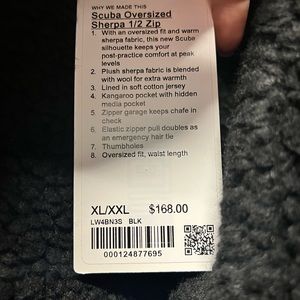 WHY WE MADE THIS
Scuba Oversized
Sherpa 1/2 Zip
1. With an oversized fit and warm
sherpa fabric, this new Scuba
silhouette keeps your
post-practice comfort at peak
levels
2. Plush sherpa fabric is blended
with wool for extra warmth
3. Lined in soft cotton jersey
4. Kangaroo pocket with hidden
media pocket
5. Zipper garage keeps chafe in
check
6. Elastic zipper pull doubles as
an emergency hair tie
7. Thumbholes
8. Oversized fit, waist length
XL/XXL $168.00
LW4BN3S BLK
000124877695